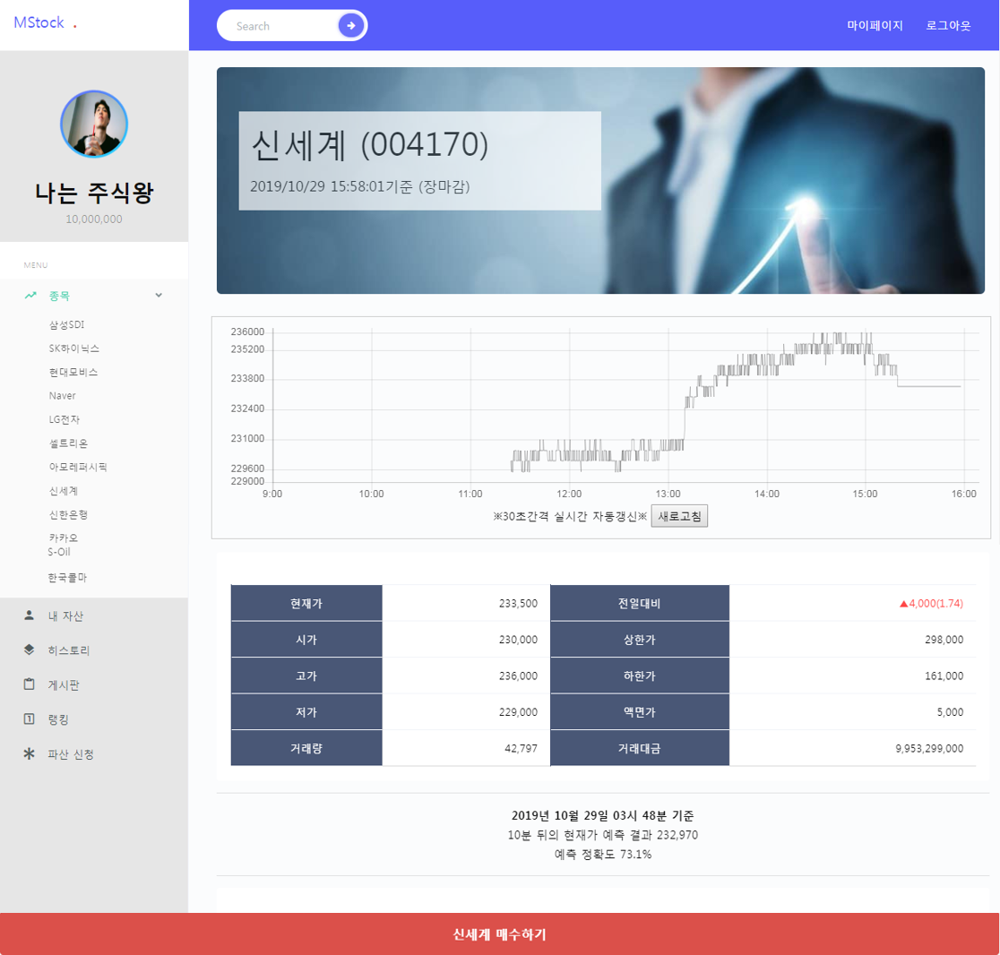 MStock .
Search
마이페이지 로그아웃
나는 주식왕
10,000,000
MENU
종목
삼성SDI
SK하이닉스
현대모비스
Naver
LG전자
셀트리온
아모레퍼시픽
신세계
신한은행
카카오
S-Oil
한국콜마
내 자산
히스토리
게시판
랭킹
파산 신청
신세계 (004170)
2019/10/29 15:58:01기준 (장마감)
236000
235200
233800
232400
231000
229600
229000
9:00 10:00 11:00 12:00 13:00 14:00 15:00 16:00
※30초간격 실시간 자동갱신※ 새로고침
현재가 233,500 전일대비 ▲4,000(1.74)
시가 230,000 상한가 298,000
고가 236,000 하한가 161,000
저가 229,000 액면가 5,000
거래량 42,797 거래대금 9,953,299,000
2019년 10월 29일 03시 48분 기준
10분 뒤의 현재가 예측 결과 232,970
예측 정확도 73.1%
신세계 매수하기